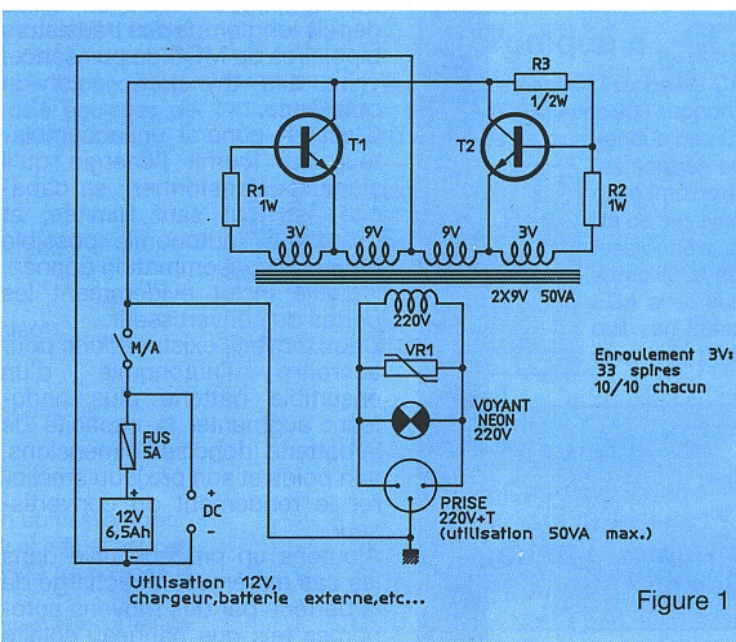 R3
1/2W
T1
T2
R1
1W
R2
1W
3V
9V
9V
3V
2X9V 50VA
220V
M/A
VR1
Enroulement 3V:
33 spires
10/10 chacun
VOYANT
NEON
220V
FUS
5A
+
12V
6,5Ah
-
+
DC
-
PRISE
220V+T
(utilisation 50VA max.)
Utilisation 12V,
chargeur,batterie externe,etc...
Figure 1